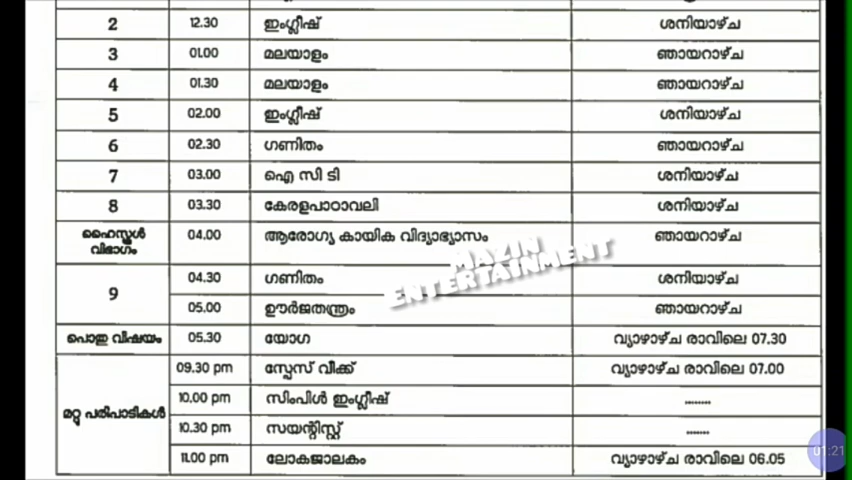 2 12.30 ഇംഗ്ലീഷ് ശനിയാഴ്ച
3 01.00 മലയാളം ഞായറാഴ്ച
4 01.30 മലയാളം ഞായറാഴ്ച
5 02.00 ഇംഗ്ലീഷ് ശനിയാഴ്ച
6 02.30 ഗണിതം ഞായറാഴ്ച
7 03.00 ഐ സി ടി ശനിയാഴ്ച
8 03.30 കേരളപാഠാവലി ശനിയാഴ്ച
ഹൈസ്കൂൾ വിഭാഗം 04.00 ആരോഗ്യ കായിക വിദ്യാഭ്യാസം ഞായറാഴ്ച
MAZIN
ENTERTAINMENT
9 04.30 ഗണിതം ശനിയാഴ്ച
05.00 ഊർജതന്ത്രം ഞായറാഴ്ച
പൊതു വിഷയം 05.30 യോഗ വ്യാഴാഴ്ച രാവിലെ 07.30
മറ്റു പരിപാടികൾ 09.30 pm സ്പേസ് വീക്ക് വ്യാഴാഴ്ച രാവിലെ 07.00
10.00 pm സിംപിൾ ഇംഗ്ലീഷ് ........
10.30 pm സയന്റിസ്റ്റ് .......
11.00 pm ലോകജാലകം വ്യാഴാഴ്ച രാവിലെ 06.05
01:21